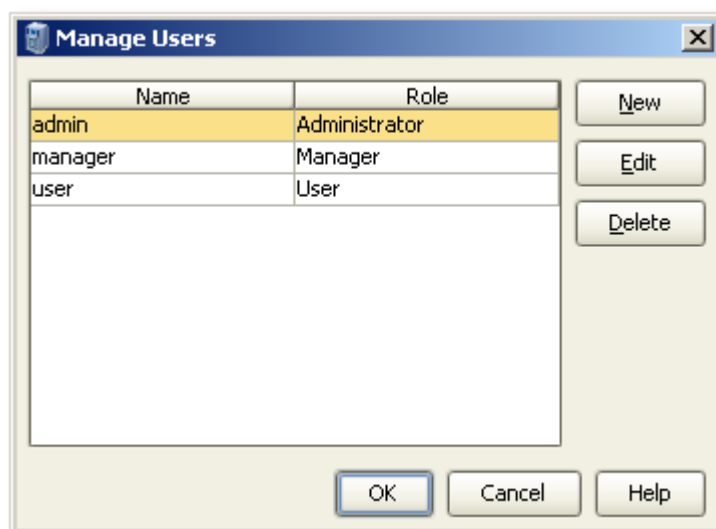 Manage Users
Name Role
admin Administrator
manager Manager
user User
New
Edit
Delete
OK Cancel Help